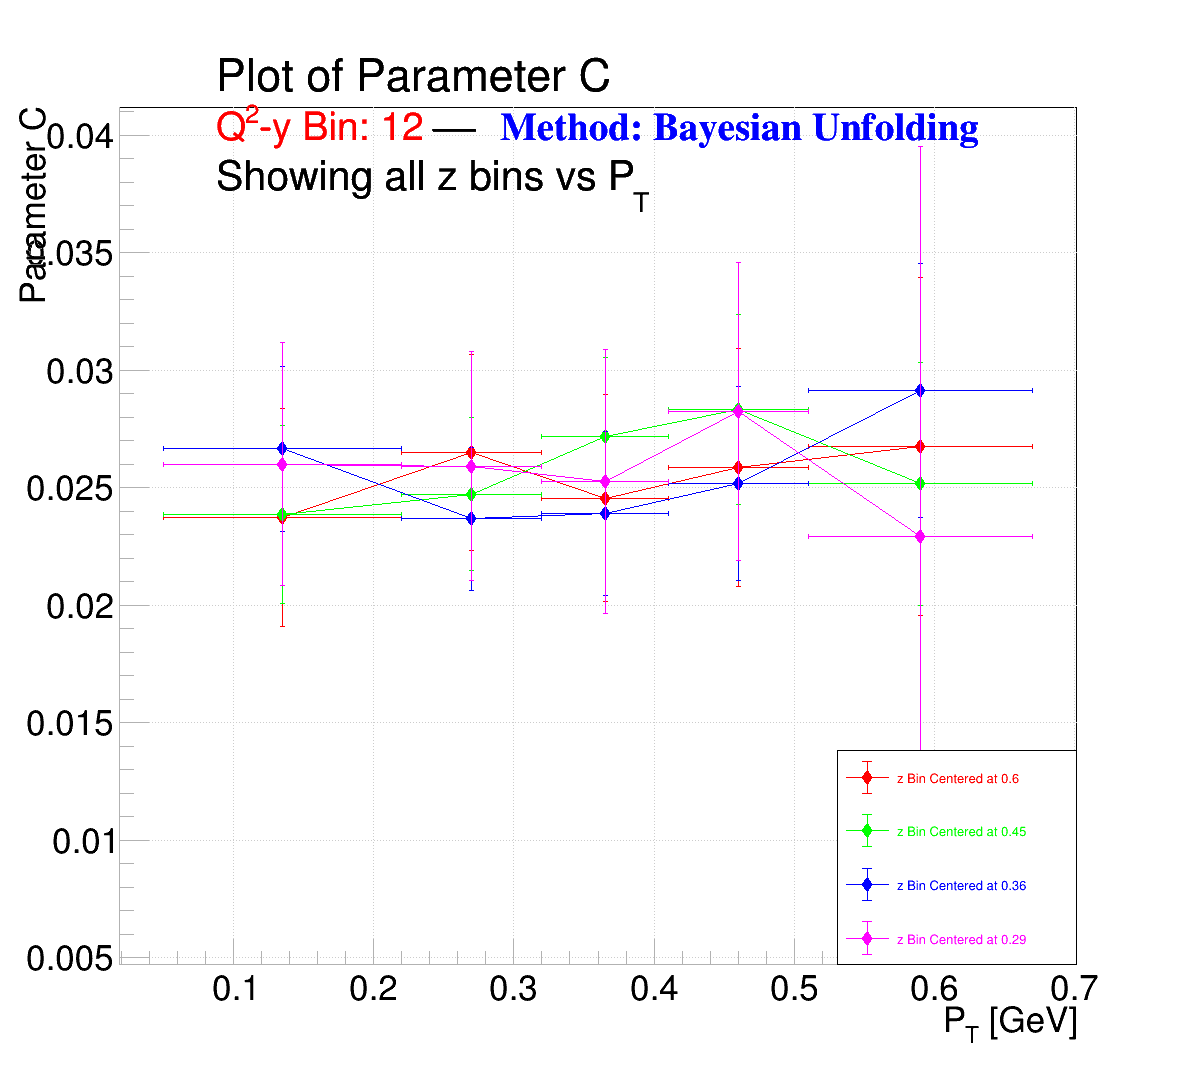 Plot of Parameter C
Q²-y Bin: 12 — Method: Bayesian Unfolding
Showing all z bins vs P_T
Parameter C
0.04
0.035
0.03
0.025
0.02
0.015
0.01
0.005
z Bin Centered at 0.6
z Bin Centered at 0.45
z Bin Centered at 0.36
z Bin Centered at 0.29
0.1 0.2 0.3 0.4 0.5 0.6 0.7
P_T [GeV]